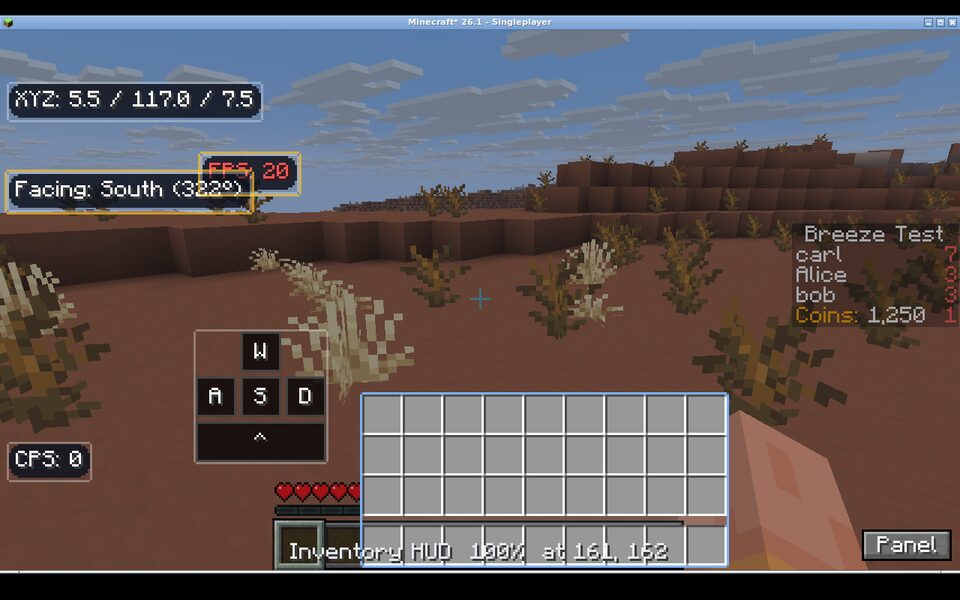 Minecraft* 26.1 - Singleplayer
XYZ: 5.5 / 117.0 / 7.5
FPS: 20
Facing: South (322°)
Breeze Test
carl 7
Alice 3
bob 3
Coins: 1,250 1
W
A S D
^
CPS: 0
Inventory HUD 100% at 161, 162
Panel